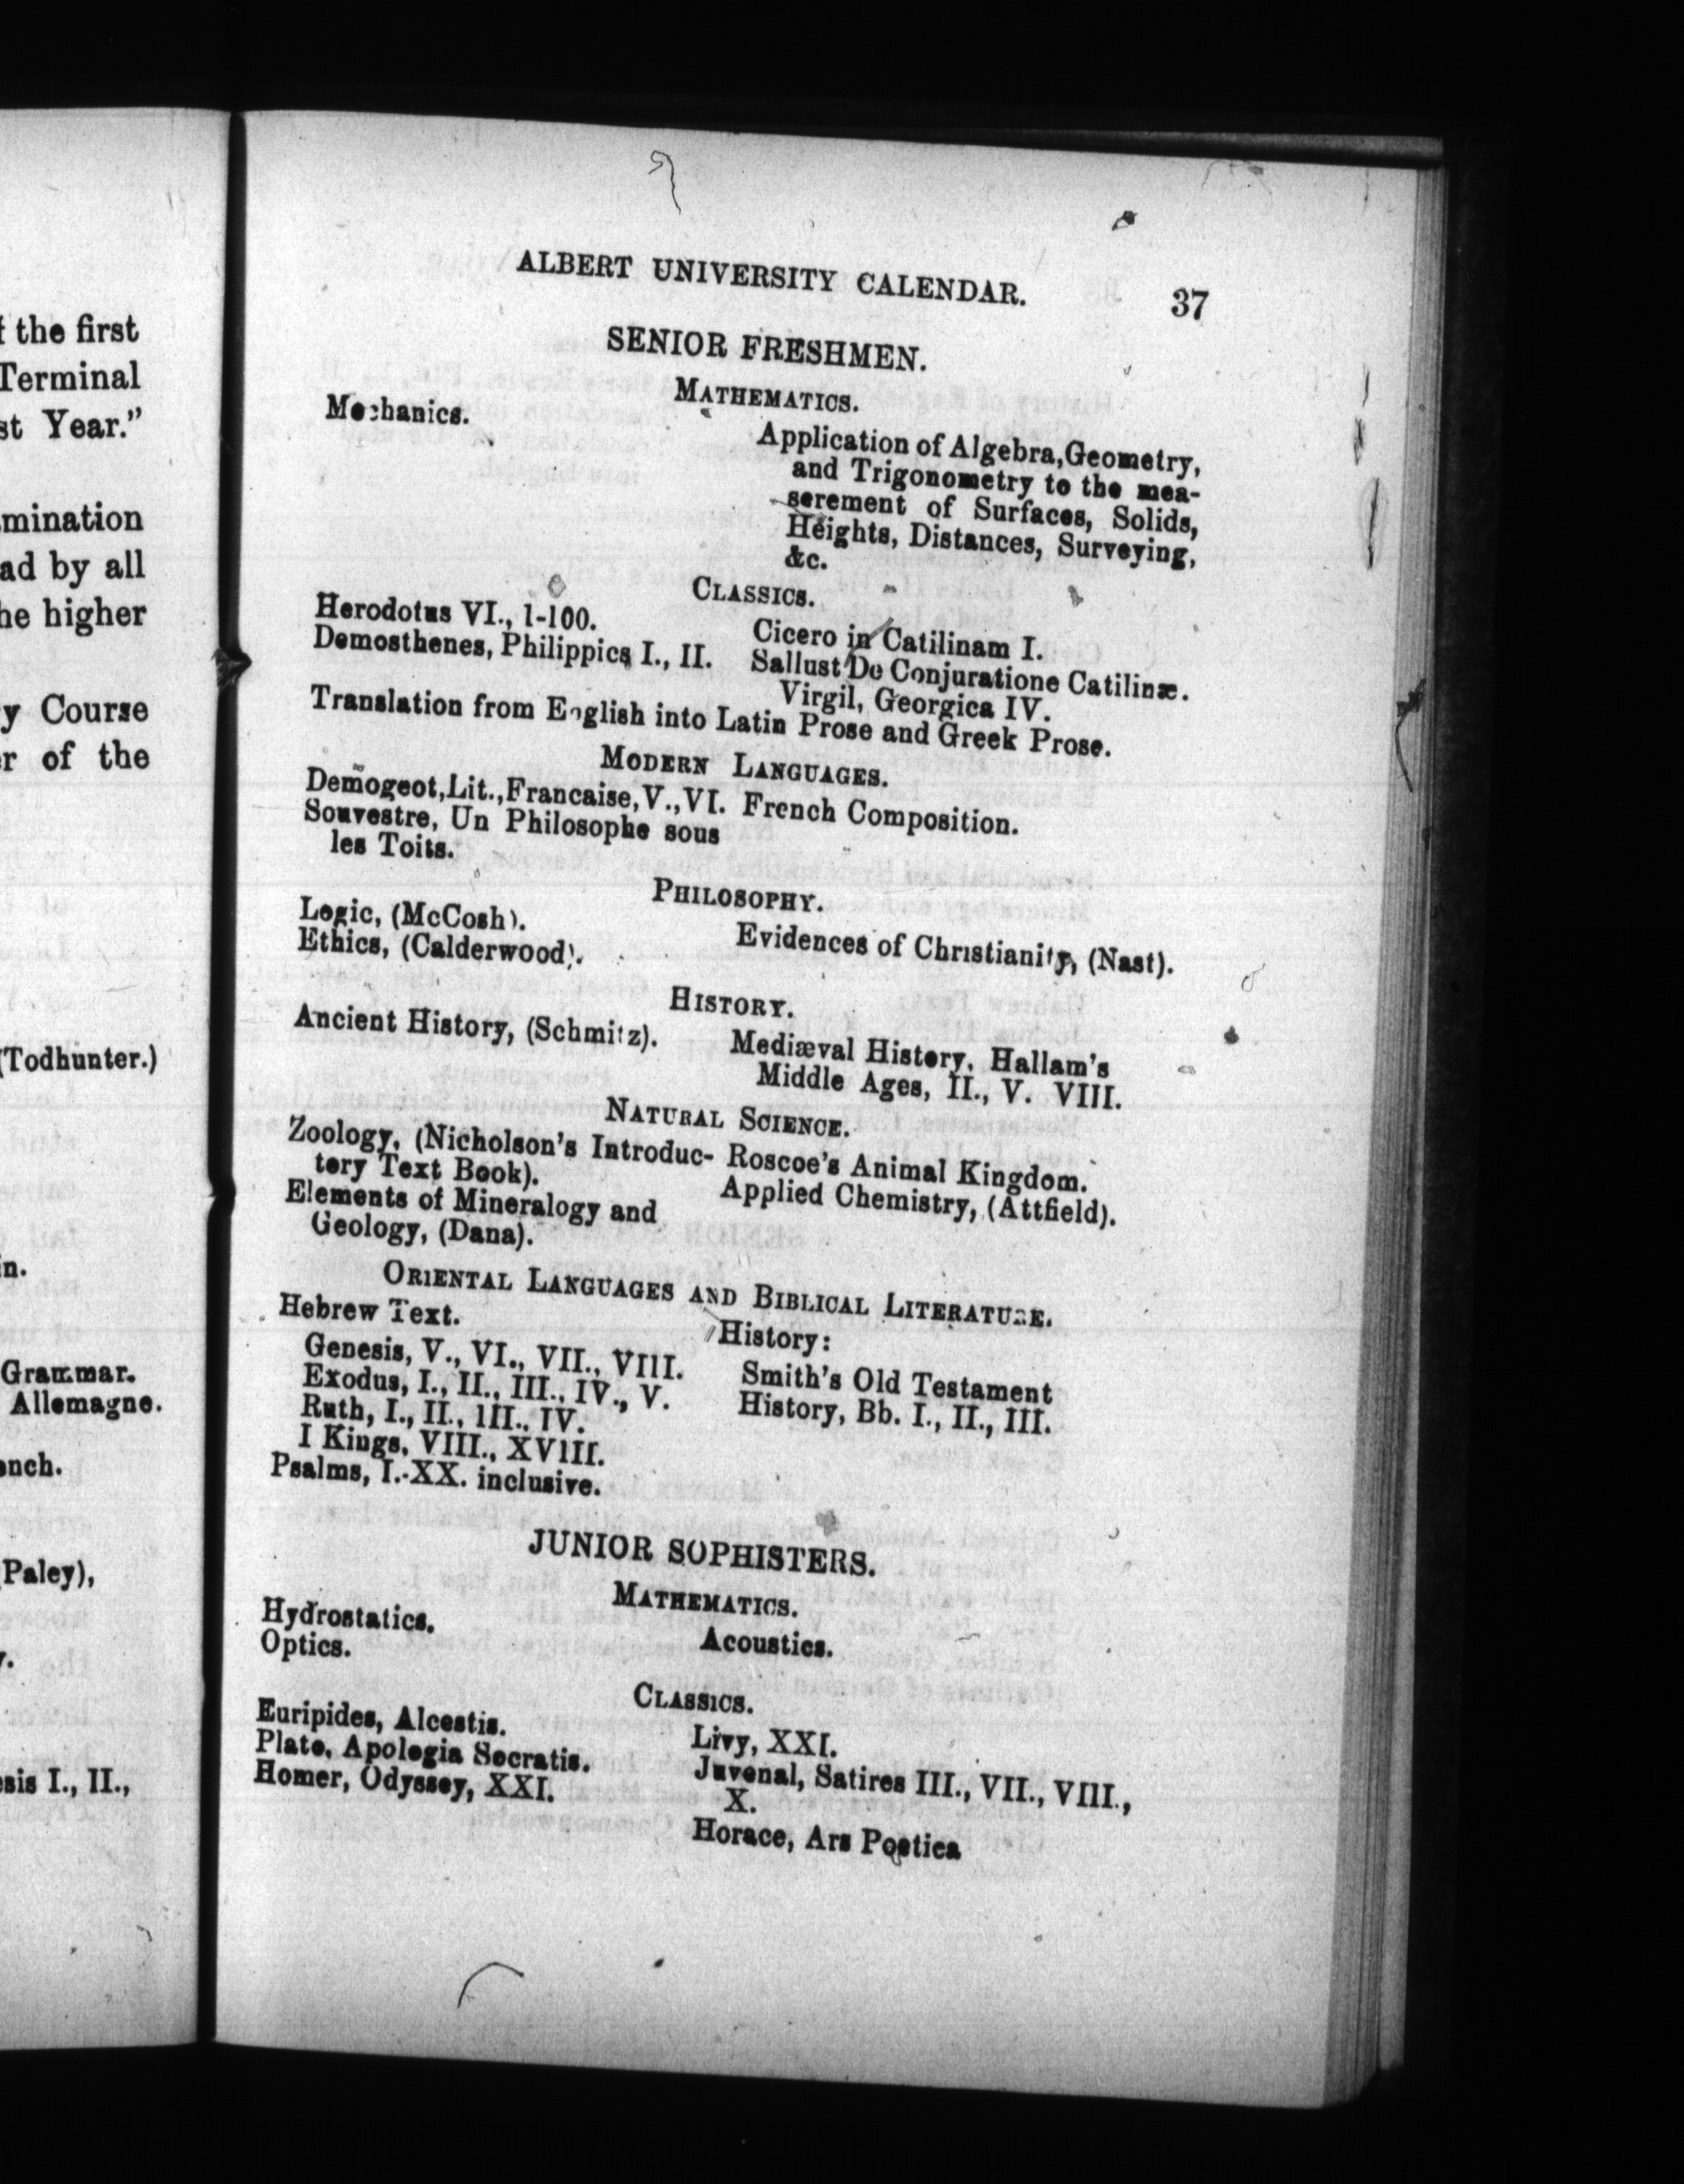 f the first
Terminal
st Year."
mination
ad by all
he higher
y Course
r of the
(Todhunter.)
in.
Grammar.
Allemagne.
ench.
Paley),
y.
esis I., II.,
ALBERT UNIVERSITY CALENDAR.
37
SENIOR FRESHMEN.
MATHEMATICS.
Mechanics.
Application of Algebra, Geometry,
and Trigonometry to the mea-
serement of Surfaces, Solids,
Heights, Distances, Surveying,
&c.
CLASSICS.
Herodotus VI., 1-100.
Demosthenes, Philippics I., II.
Cicero in Catilinam I.
Sallust De Conjuratione Catilinæ.
Virgil, Georgica IV.
Translation from English into Latin Prose and Greek Prose.
MODERN LANGUAGES.
Demogeot, Lit., Francaise, V., VI.
Souvestre, Un Philosophe sous
les Toits.
French Composition.
PHILOSOPHY.
Logic, (McCosh).
Ethics, (Calderwood).
Evidences of Christianity, (Nast).
HISTORY.
Ancient History, (Schmitz).
Mediæval History, Hallam's
Middle Ages, II., V. VIII.
NATURAL SCIENCE.
Zoology, (Nicholson's Introduc-
tory Text Book).
Elements of Mineralogy and
Geology, (Dana).
Roscoe's Animal Kingdom.
Applied Chemistry, (Attfield).
ORIENTAL LANGUAGES AND BIBLICAL LITERATURE.
Hebrew Text.
Genesis, V., VI., VII., VIII.
Exodus, I., II., III., IV., V.
Ruth, I., II., III., IV.
I Kings, VIII., XVIII.
Psalms, I.-XX. inclusive.
History:
Smith's Old Testament
History, Bb. I., II., III.
JUNIOR SOPHISTERS.
MATHEMATICS.
Hydrostatics.
Optics.
Acoustics.
CLASSICS.
Euripides, Alcestis.
Plato, Apologia Socratis.
Homer, Odyssey, XXI.
Livy, XXI.
Juvenal, Satires III., VII., VIII.,
X.
Horace, Ars Poetica